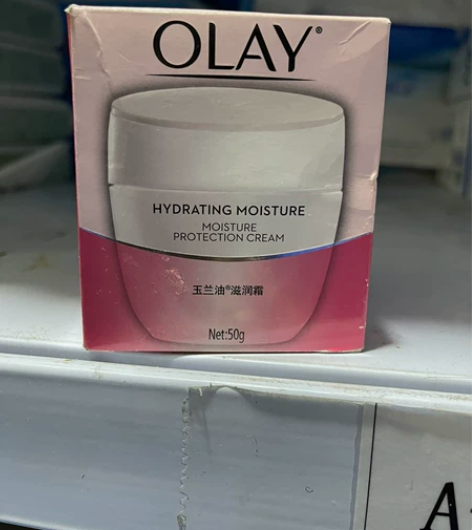 OLAY®
HYDRATING MOISTURE
MOISTURE
PROTECTION CREAM
玉兰油®滋润霜
Net:50g
A